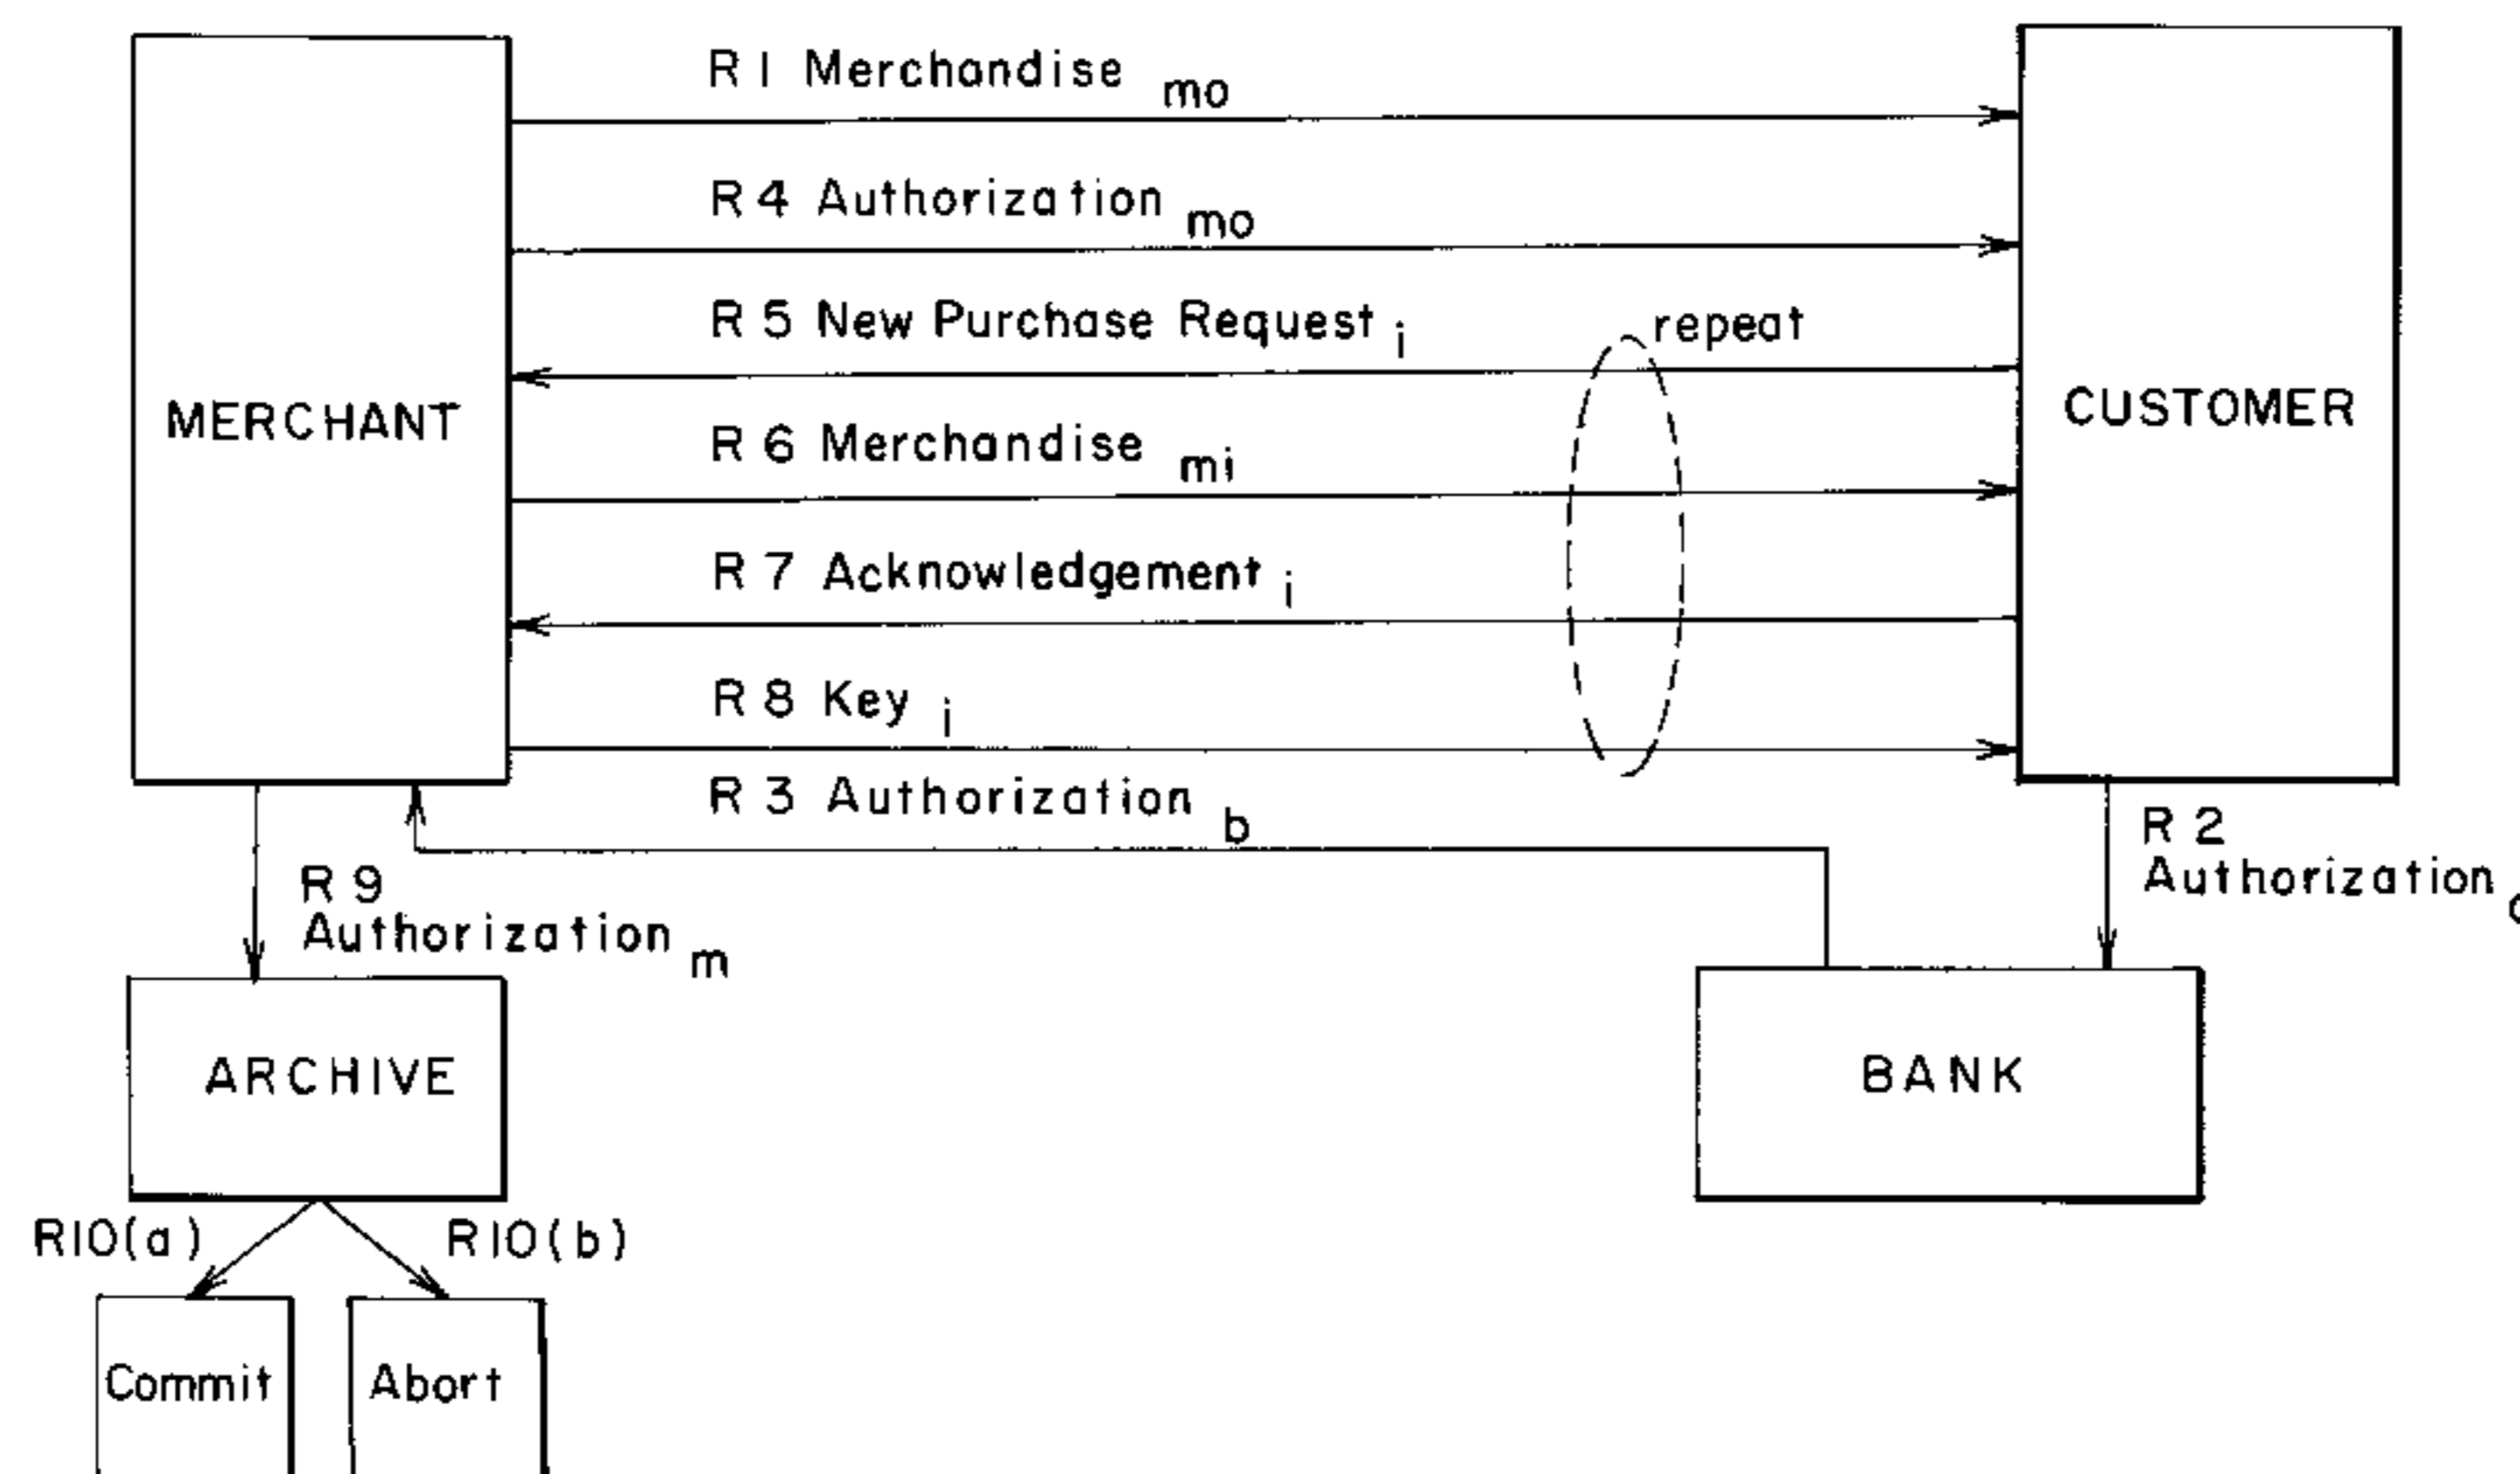 R1 Merchandise mo
R4 Authorization mo
R5 New Purchase Request i
repeat
MERCHANT
CUSTOMER
R6 Merchandise mi
R7 Acknowledgement i
R8 Key i
R3 Authorization b
R2
Authorization
R9
Authorization m
ARCHIVE
BANK
R10(a)
R10(b)
Commit
Abort